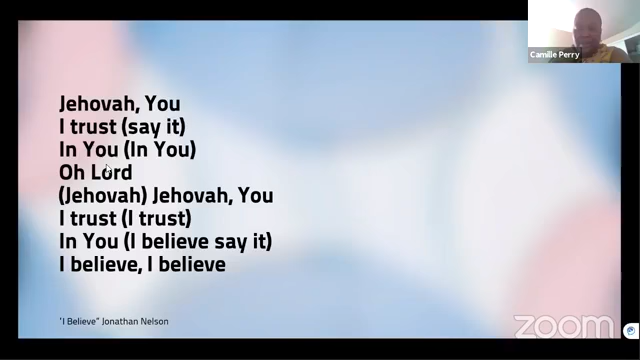 Jehovah, You
I trust (say it)
In You (In You)
Oh Lord
(Jehovah) Jehovah, You
I trust (I trust)
In You (I believe say it)
I believe, I believe
"I Believe" Jonathan Nelson
Camille Perry
zoom